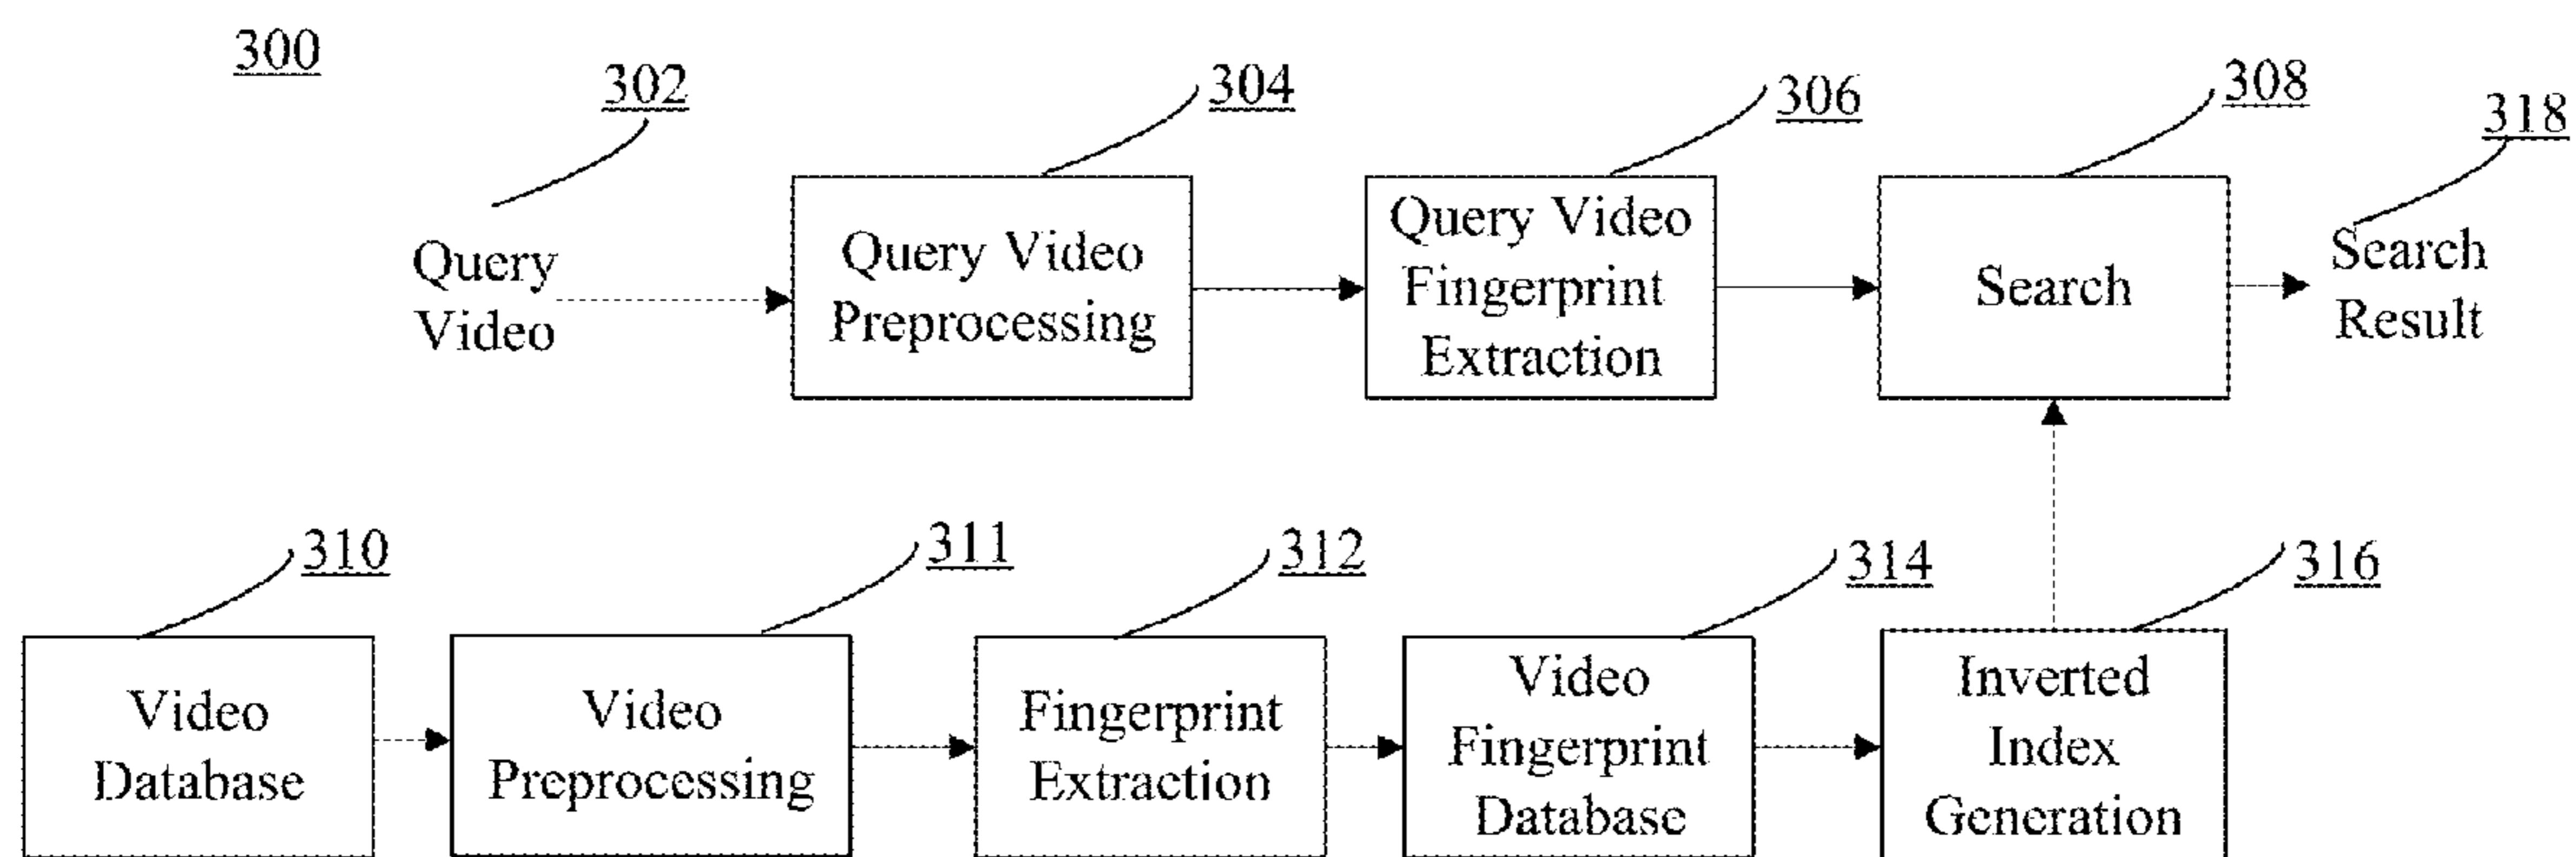 300
302
304
306
308
318
Query
Video
Query Video
Preprocessing
Query Video
Fingerprint
Extraction
Search
Search
Result
310
311
312
314
316
Video
Database
Video
Preprocessing
Fingerprint
Extraction
Video
Fingerprint
Database
Inverted
Index
Generation